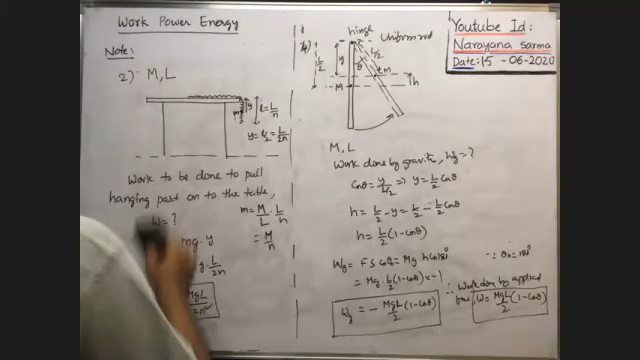 Work Power Energy
Note:
2) M, L
m
y
l = L/n
y = l/2 = L/2n
Work to be done to pull
hanging part on to the table,
W = ?
m = M/L · L/n
= M/n
mg·y
g · L/2n
MgL
hinge
Uniform rod
L/2
y
θ
L/2
M
h
M, L
Work done by gravity, Wg = ?
Cosθ = y/(L/2) ⇒ y = L/2 Cosθ
h = L/2 - y = L/2 - L/2 Cosθ
h = L/2 (1-Cosθ)
Wg = FS Cosθ = Mg·h Cos180°
∵ θ = 180°
= Mg · L/2 (1-Cosθ) x -1
Wg = - MgL/2 (1-Cosθ)
∴ Work done by applied
W = MgL/2 (1-Cosθ)
Youtube Id:
Narayana sarma
Date: 15-06-2020